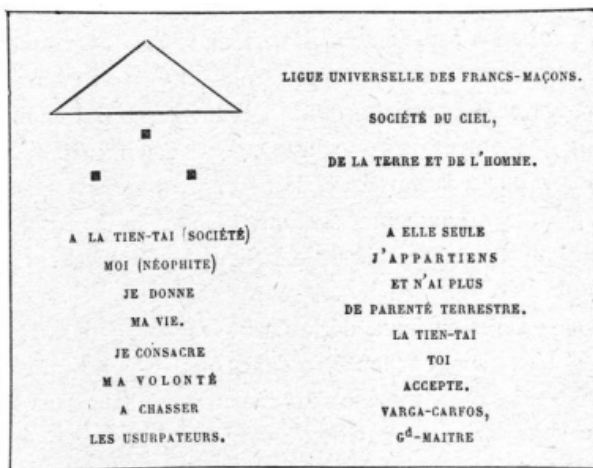 LIGUE UNIVERSELLE DES FRANCS-MAÇONS.
SOCIÉTÉ DU CIEL,
DE LA TERRE ET DE L'HOMME.
A LA TIEN-TAI (SOCIÉTÉ)
MOI (NÉOPHITE)
JE DONNE
MA VIE.
JE CONSACRE
MA VOLONTÉ
A CHASSER
LES USURPATEURS.
A ELLE SEULE
J'APPARTIENS
ET N'AI PLUS
DE PARENTÉ TERRESTRE.
LA TIEN-TAI
TOI
ACCEPTE.
VARGA-CARFOS,
Gd-MAITRE